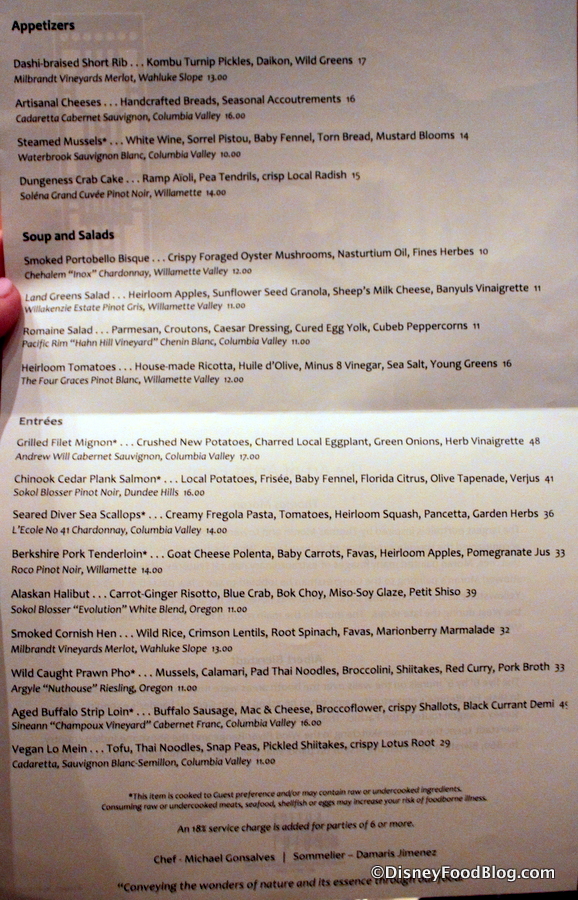 Appetizers
Dashi-braised Short Rib . . . Kombu Turnip Pickles, Daikon, Wild Greens 17
Milbrandt Vineyards Merlot, Wahluke Slope 13.00
Artisanal Cheeses . . . Handcrafted Breads, Seasonal Accoutrements 16
Cadaretta Cabernet Sauvignon, Columbia Valley 16.00
Steamed Mussels* . . . White Wine, Sorrel Pistou, Baby Fennel, Torn Bread, Mustard Blooms 14
Waterbrook Sauvignon Blanc, Columbia Valley 10.00
Dungeness Crab Cake . . . Ramp Aïoli, Pea Tendrils, crisp Local Radish 15
Soléna Grand Cuvée Pinot Noir, Willamette 14.00
Soup and Salads
Smoked Portobello Bisque . . . Crispy Foraged Oyster Mushrooms, Nasturtium Oil, Fines Herbes 10
Chehalem "Inox" Chardonnay, Willamette Valley 12.00
Land Greens Salad . . . Heirloom Apples, Sunflower Seed Granola, Sheep's Milk Cheese, Banyuls Vinaigrette 11
Willakenzie Estate Pinot Gris, Willamette Valley 11.00
Romaine Salad . . . Parmesan, Croutons, Caesar Dressing, Cured Egg Yolk, Cubeb Peppercorns 11
Pacific Rim "Hahn Hill Vineyard" Chenin Blanc, Columbia Valley 11.00
Heirloom Tomatoes . . . House-made Ricotta, Huile d'Olive, Minus 8 Vinegar, Sea Salt, Young Greens 16
The Four Graces Pinot Blanc, Willamette Valley 12.00
Entrées
Grilled Filet Mignon* . . . Crushed New Potatoes, Charred Local Eggplant, Green Onions, Herb Vinaigrette 48
Andrew Will Cabernet Sauvignon, Columbia Valley 17.00
Chinook Cedar Plank Salmon* . . . Local Potatoes, Frisée, Baby Fennel, Florida Citrus, Olive Tapenade, Verjus 41
Sokol Blosser Pinot Noir, Dundee Hills 16.00
Seared Diver Sea Scallops* . . . Creamy Fregola Pasta, Tomatoes, Heirloom Squash, Pancetta, Garden Herbs 36
L'Ecole No 41 Chardonnay, Columbia Valley 14.00
Berkshire Pork Tenderloin* . . . Goat Cheese Polenta, Baby Carrots, Favas, Heirloom Apples, Pomegranate Jus 33
Roco Pinot Noir, Willamette 14.00
Alaskan Halibut . . . Carrot-Ginger Risotto, Blue Crab, Bok Choy, Miso-Soy Glaze, Petit Shiso 39
Sokol Blosser "Evolution" White Blend, Oregon 11.00
Smoked Cornish Hen . . . Wild Rice, Crimson Lentils, Root Spinach, Favas, Marionberry Marmalade 32
Milbrandt Vineyards Merlot, Wahluke Slope 13.00
Wild Caught Prawn Pho* . . . Mussels, Calamari, Pad Thai Noodles, Broccolini, Shiitakes, Red Curry, Pork Broth 33
Argyle "Nuthouse" Riesling, Oregon 11.00
Aged Buffalo Strip Loin* . . . Buffalo Sausage, Mac & Cheese, Broccoflower, crispy Shallots, Black Currant Demi
Sineann "Champoux Vineyard" Cabernet Franc, Columbia Valley 16.00
Vegan Lo Mein . . . Tofu, Thai Noodles, Snap Peas, Pickled Shiitakes, crispy Lotus Root 29
Cadaretta, Sauvignon Blanc-Semillon, Columbia Valley 11.00
*This item is cooked to Guest preference and/or may contain raw or undercooked ingredients.
Consuming raw or undercooked meats, seafood, shellfish or eggs may increase your risk of foodborne illness.
An 18% service charge is added for parties of 6 or more.
Chef - Michael Gonsalves | Sommelier – Damaris Jimenez
"Conveying the wonders of nature and its essence through our
©DisneyFoodBlog.com